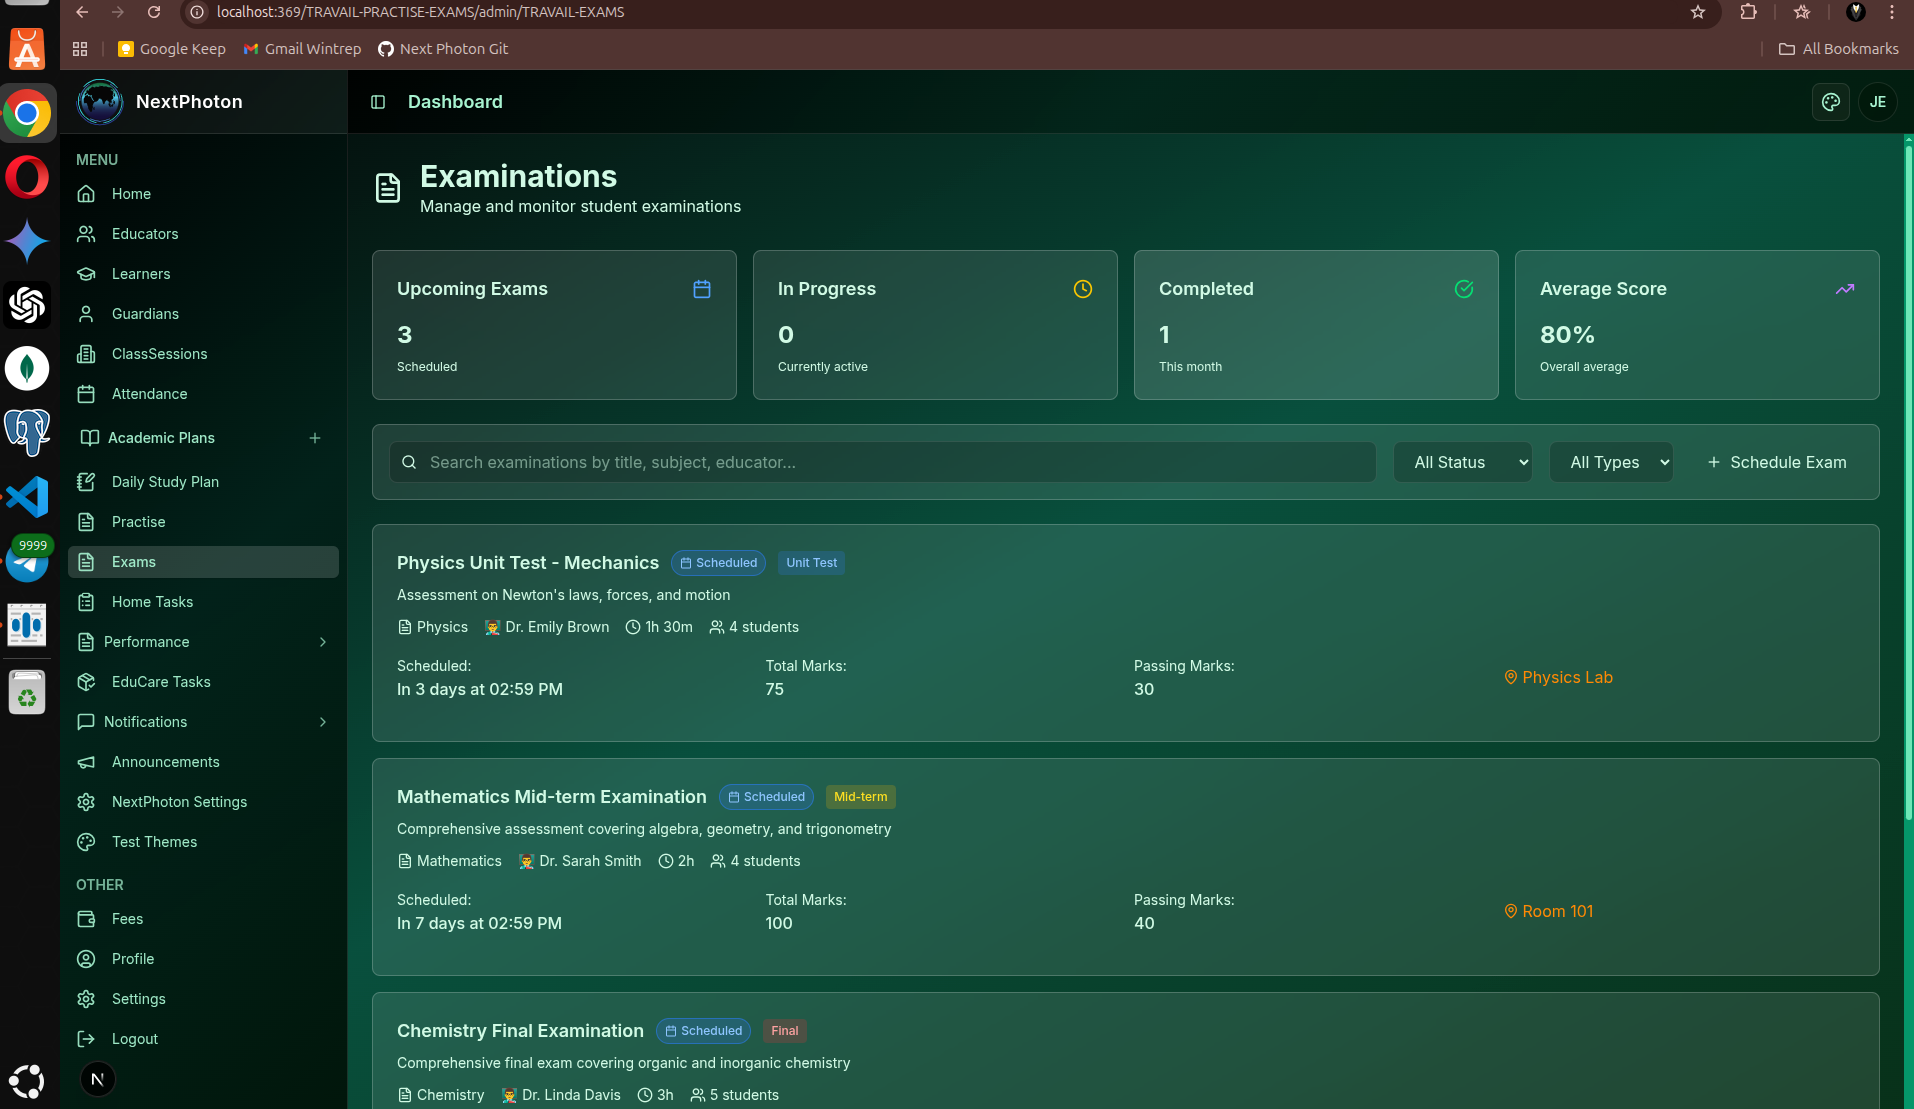 localhost:369/TRAVAIL-PRACTISE-EXAMS/admin/TRAVAIL-EXAMS
Google Keep
Gmail Wintrep
Next Photon Git
All Bookmarks
NextPhoton
Dashboard
JE
MENU
Home
Educators
Learners
Guardians
ClassSessions
Attendance
Academic Plans
Daily Study Plan
Practise
Exams
Home Tasks
Performance
EduCare Tasks
Notifications
Announcements
NextPhoton Settings
Test Themes
OTHER
Fees
Profile
Settings
Logout
N
9999
Examinations
Manage and monitor student examinations
Upcoming Exams
3
Scheduled
In Progress
0
Currently active
Completed
1
This month
Average Score
80%
Overall average
Search examinations by title, subject, educator...
All Status
All Types
+ Schedule Exam
Physics Unit Test - Mechanics Scheduled Unit Test
Assessment on Newton's laws, forces, and motion
Physics Dr. Emily Brown 1h 30m 4 students
Scheduled: Total Marks: Passing Marks:
In 3 days at 02:59 PM 75 30 Physics Lab
Mathematics Mid-term Examination Scheduled Mid-term
Comprehensive assessment covering algebra, geometry, and trigonometry
Mathematics Dr. Sarah Smith 2h 4 students
Scheduled: Total Marks: Passing Marks:
In 7 days at 02:59 PM 100 40 Room 101
Chemistry Final Examination Scheduled Final
Comprehensive final exam covering organic and inorganic chemistry
Chemistry Dr. Linda Davis 3h 5 students